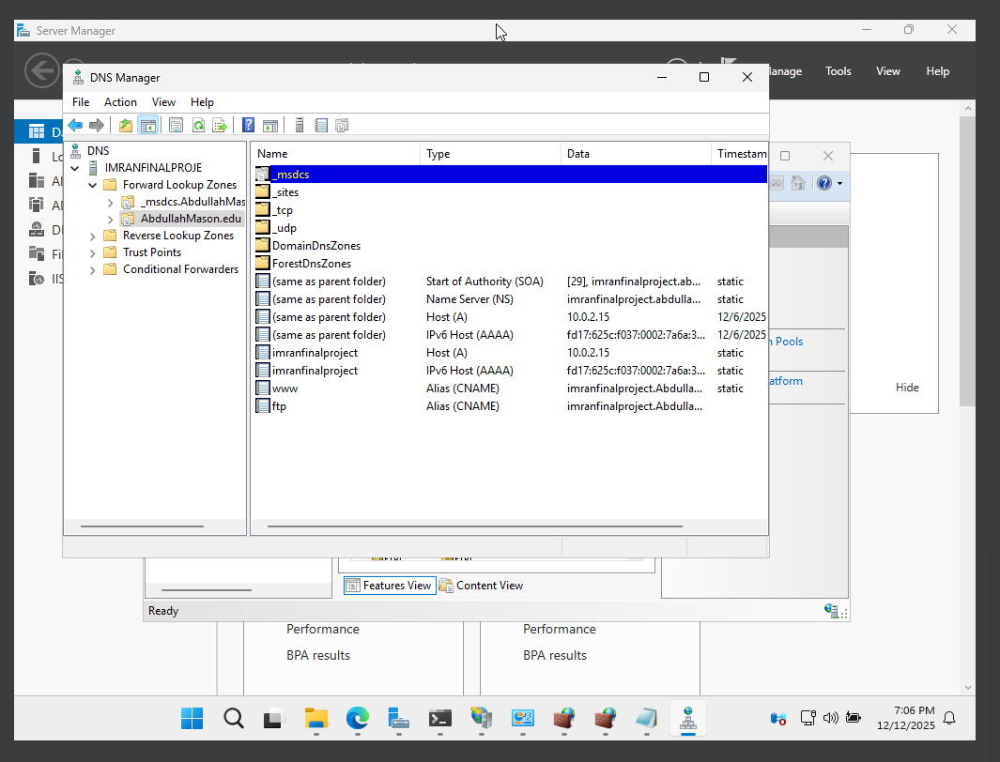 Server Manager
DNS Manager
Manage Tools View Help
File Action View Help
DNS
IMRANFINALPROJE
Forward Lookup Zones
_msdcs.AbdullahMas
AbdullahMason.edu
Reverse Lookup Zones
Trust Points
Conditional Forwarders
Name Type Data Timestam
_msdcs
_sites
_tcp
_udp
DomainDnsZones
ForestDnsZones
(same as parent folder) Start of Authority (SOA) [29], imranfinalproject.ab... static
(same as parent folder) Name Server (NS) imranfinalproject.abdulla... static
(same as parent folder) Host (A) 10.0.2.15 12/6/2025
(same as parent folder) IPv6 Host (AAAA) fd17:625c:f037:0002:7a6a:3... 12/6/2025
imranfinalproject Host (A) 10.0.2.15 static
imranfinalproject IPv6 Host (AAAA) fd17:625c:f037:0002:7a6a:3... static
www Alias (CNAME) imranfinalproject.Abdulla... static
ftp Alias (CNAME) imranfinalproject.Abdulla...
Da
Lo
Al
Al
D
Fi
IIS
n Pools
atform
Hide
Features View Content View
Ready
Performance Performance
BPA results BPA results
7:06 PM
12/12/2025